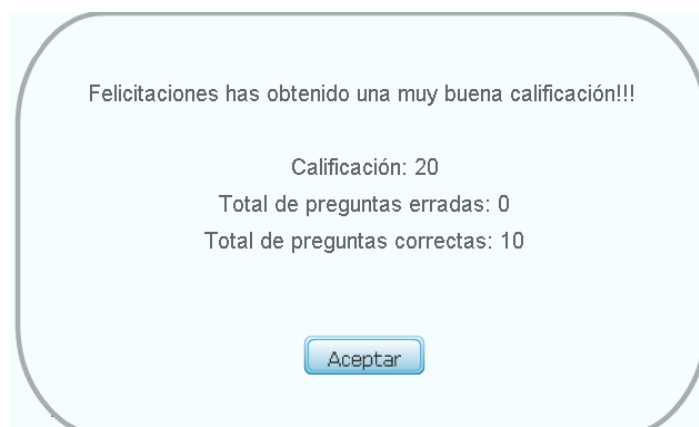 Felicitaciones has obtenido una muy buena calificación!!!
Calificación: 20
Total de preguntas erradas: 0
Total de preguntas correctas: 10
Aceptar